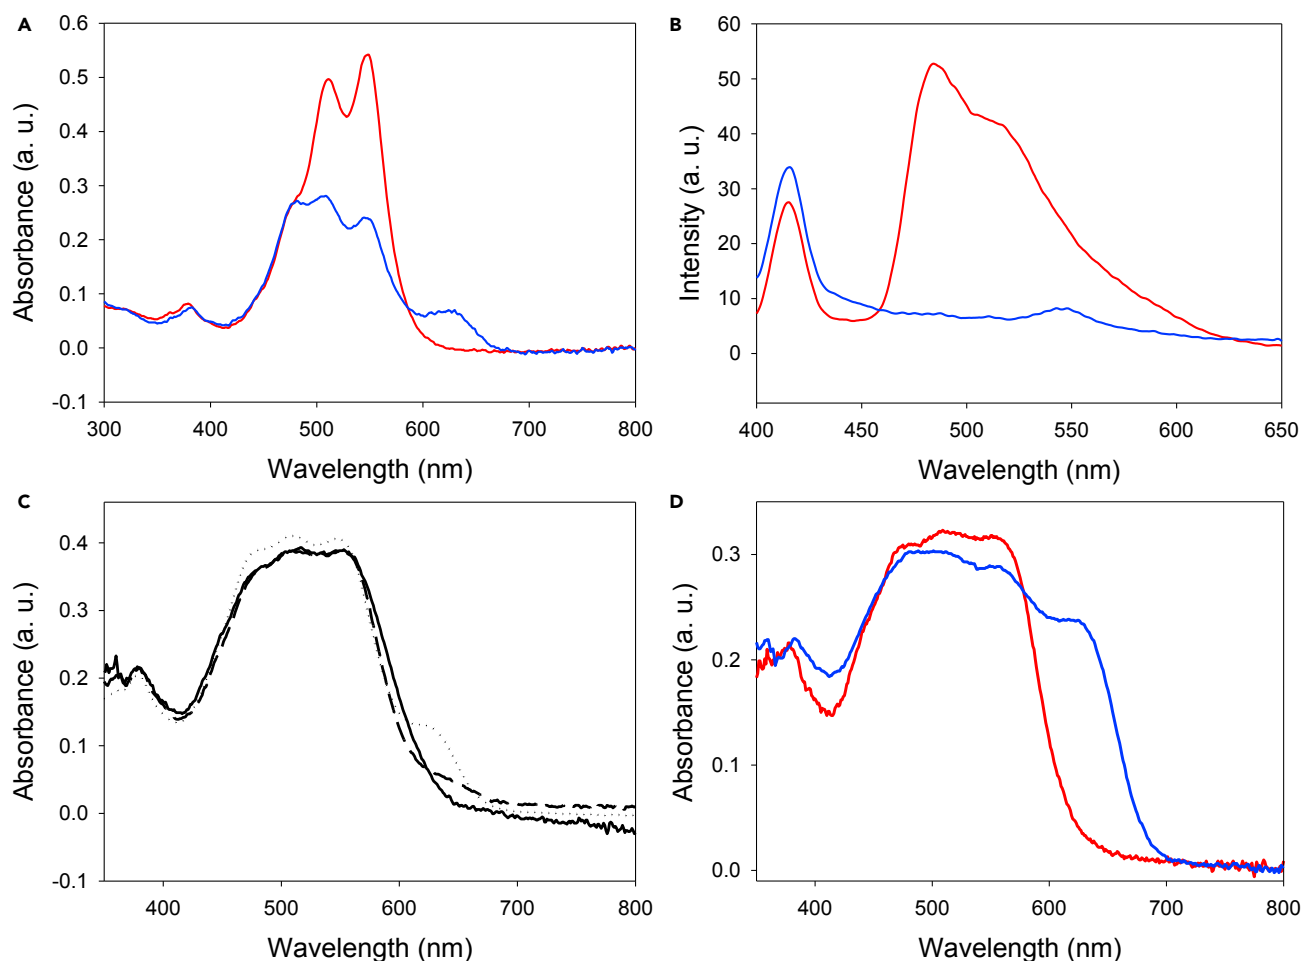 A
0.6
0.5
0.4
0.3
0.2
0.1
0.0
-0.1
300 400 500 600 700 800
Absorbance (a. u.)
Wavelength (nm)
B
60
50
40
30
20
10
0
400 450 500 550 600 650
Intensity (a. u.)
Wavelength (nm)
C
0.4
0.3
0.2
0.1
0.0
-0.1
400 500 600 700 800
Absorbance (a. u.)
Wavelength (nm)
D
0.3
0.2
0.1
0.0
400 500 600 700 800
Absorbance (a. u.)
Wavelength (nm)